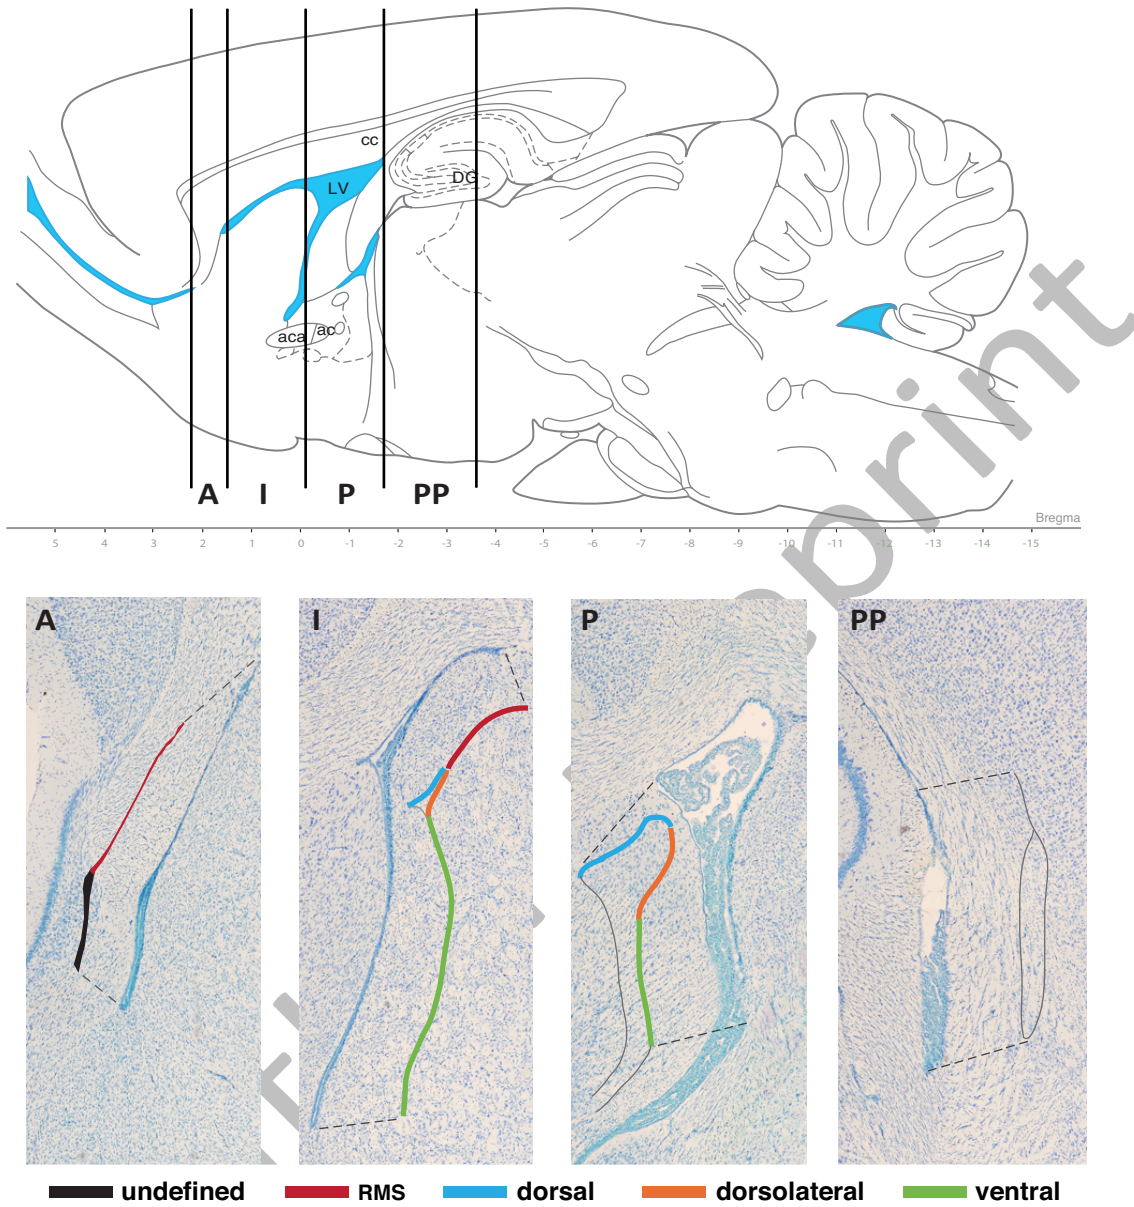 cc
LV
DG
aca
ac
A I P PP
Bregma
5 4 3 2 1 0 -1 -2 -3 -4 -5 -6 -7 -8 -9 -10 -11 -12 -13 -14 -15
A I P PP
undefined RMS dorsal dorsolateral ventral